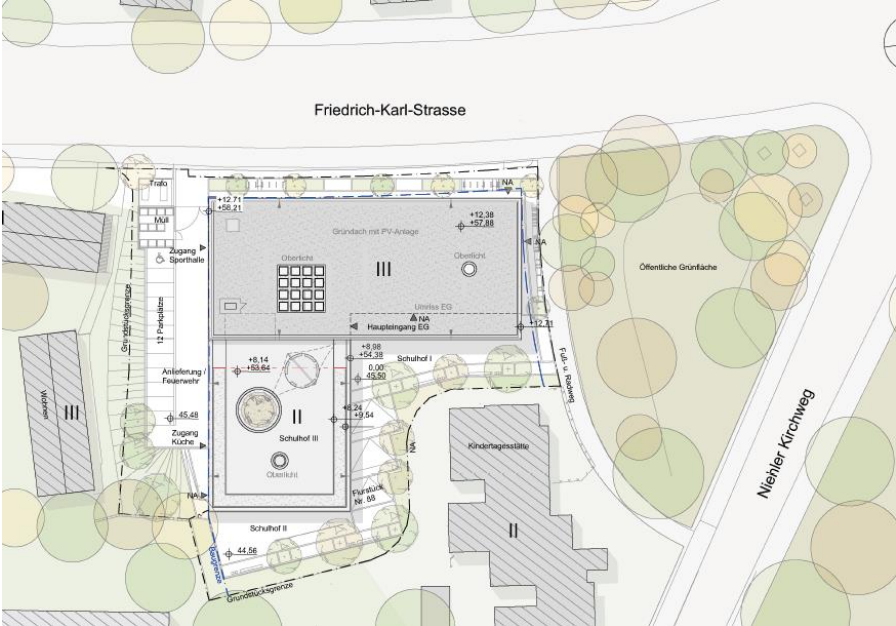 Friedrich-Karl-Strasse
Trafo
Müll
NA
+12.71
+58,21
+12,38
+57,88
Gründach mit PV-Anlage
NA
Zugang
Sporthalle
Oberlicht
III
Oberlicht
Öffentliche Grünfläche
Grundstücksgrenze
12 Parkplätze
Umriss EG
NA
Haupteingang EG
+12.71
+8,98
+54,38
Schulhof I
0,00
45,50
+8,14
+53,64
Anlieferung /
Feuerwehr
Fuß- u. Radweg
Wohnen
III
45,48
II
+9,54
Schulhof III
Zugang
Küche
NA
Kindertagesstätte
Niehler Kirchweg
Oberlicht
NA
Flurstück
Nr. 88
II
Schulhof II
44,56
Baugrenze
Grundstücksgrenze